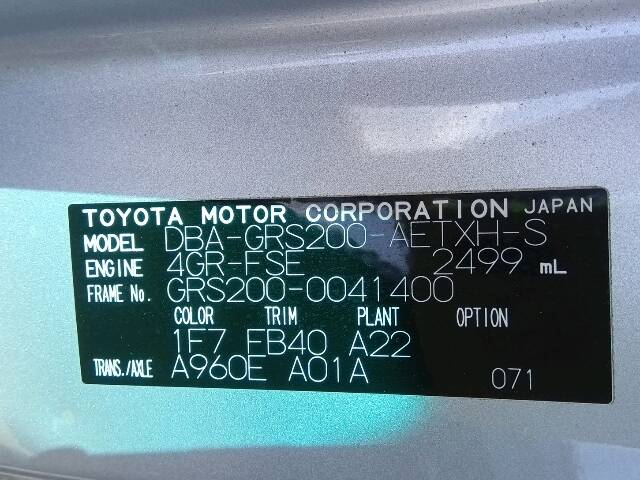 TOYOTA MOTOR CORPORATION JAPAN
MODEL DBA-GRS200-AETXH-S
ENGINE 4GR-FSE 2499 mL
FRAME No. GRS200-0041400
COLOR TRIM PLANT OPTION
1F7 FB40 A22
TRANS./AXLE A960E A01A 071